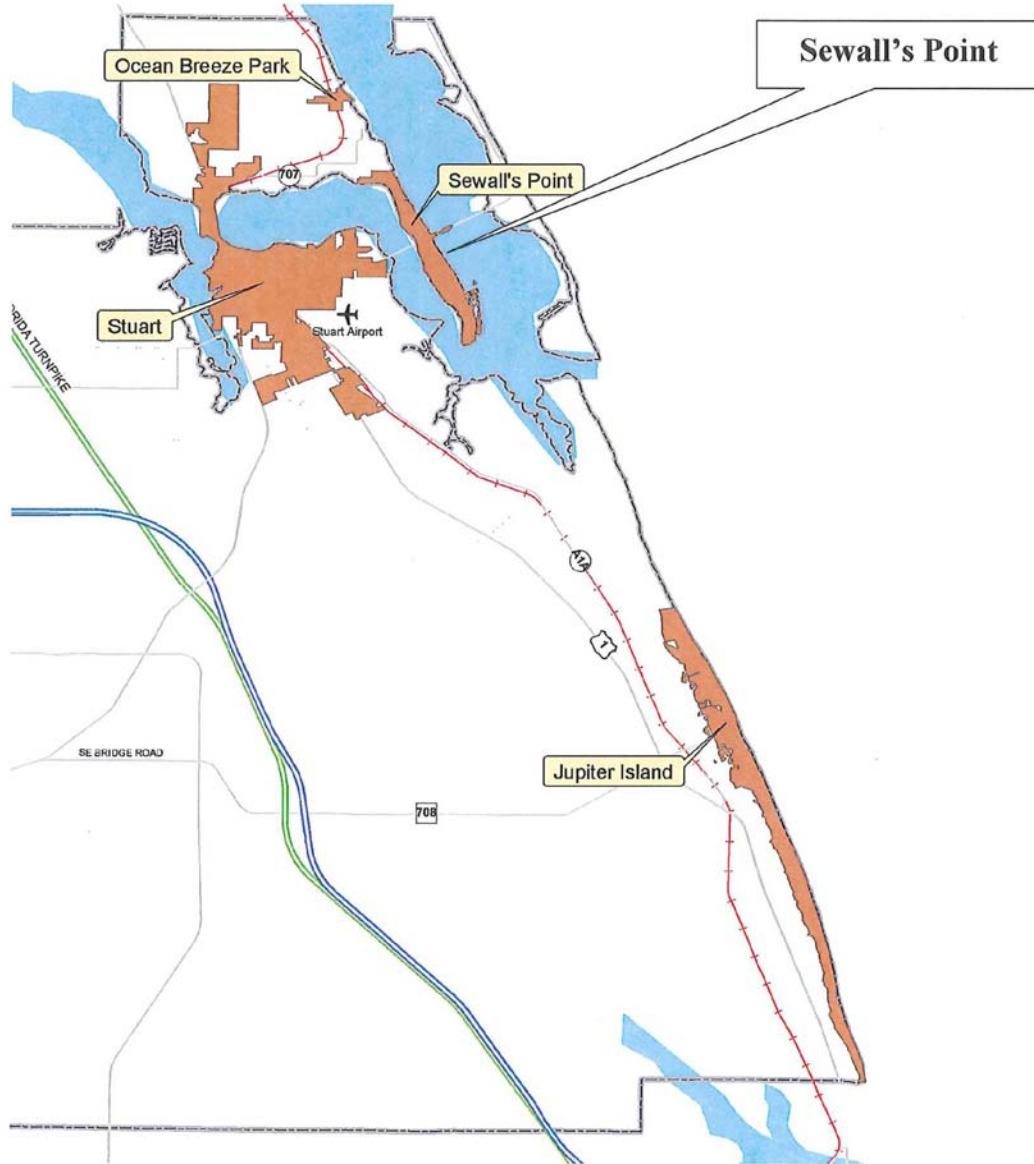 Sewall's Point
Ocean Breeze Park
707
Sewall's Point
Stuart
Stuart Airport
ORIDA TURNPIKE
A1A
1
SE BRIDGE ROAD
Jupiter Island
708